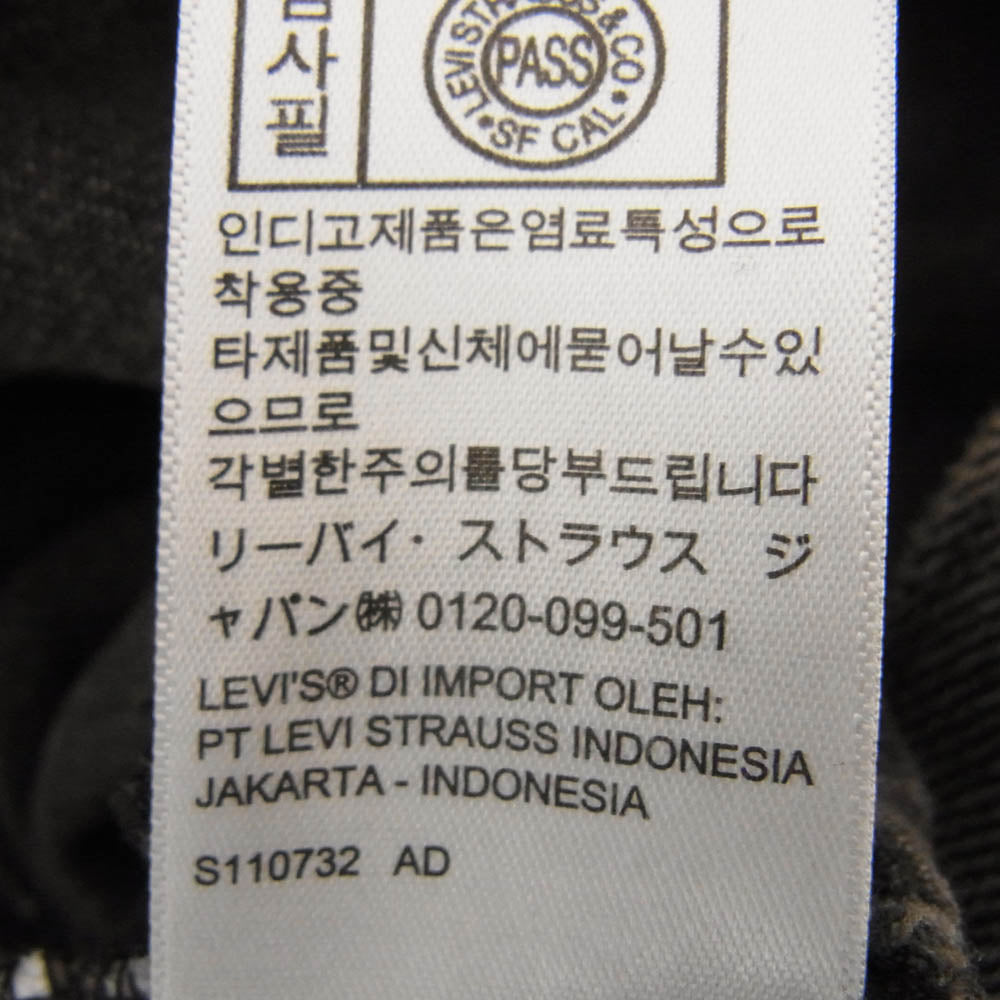 사
필
LEVI STRAUSS & CO • SF CAL •
PASS
인디고제품은염료특성으로
착용중
타제품및신체에묻어날수있
으므로
각별한주의를당부드립니다
リーバイ・ストラウス ジ
ャパン㈱ 0120-099-501
LEVI'S® DI IMPORT OLEH:
PT LEVI STRAUSS INDONESIA
JAKARTA - INDONESIA
S110732 AD